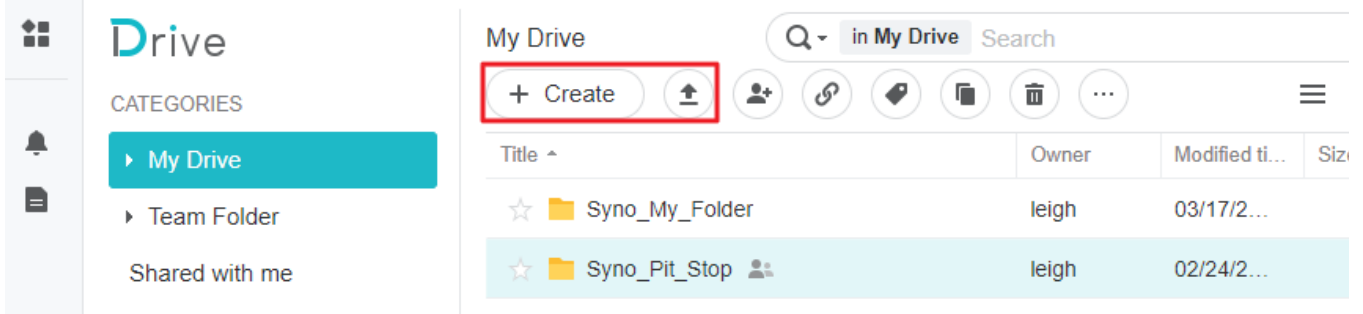 Drive
CATEGORIES
My Drive
Team Folder
Shared with me
My Drive
in My Drive Search
+ Create
...
Title Owner Modified ti... Size
Syno_My_Folder leigh 03/17/2...
Syno_Pit_Stop leigh 02/24/2...